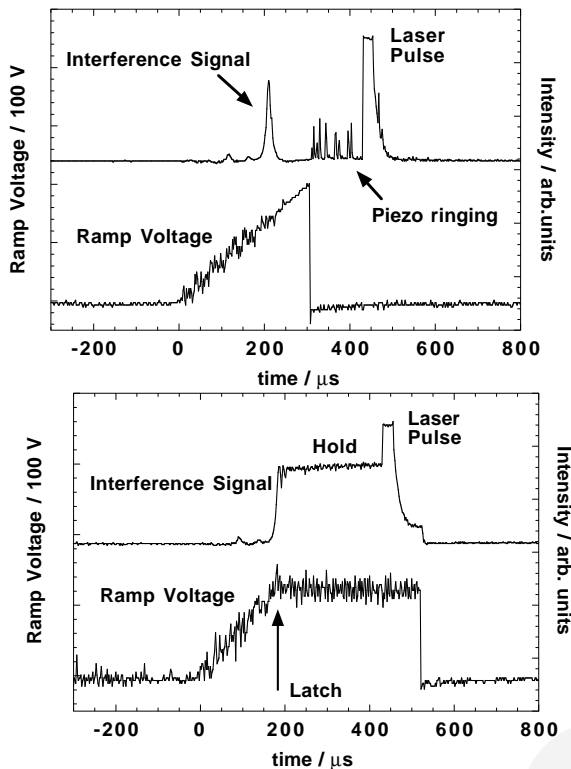 Laser
Pulse
Interference Signal
Piezo ringing
Ramp Voltage
Ramp Voltage / 100 V
Intensity / arb.units
-200 0 200 400 600 800
time / μs
Laser
Pulse
Hold
Interference Signal
Ramp Voltage
Latch
Ramp Voltage / 100 V
Intensity / arb. units
-200 0 200 400 600 800
time / μs